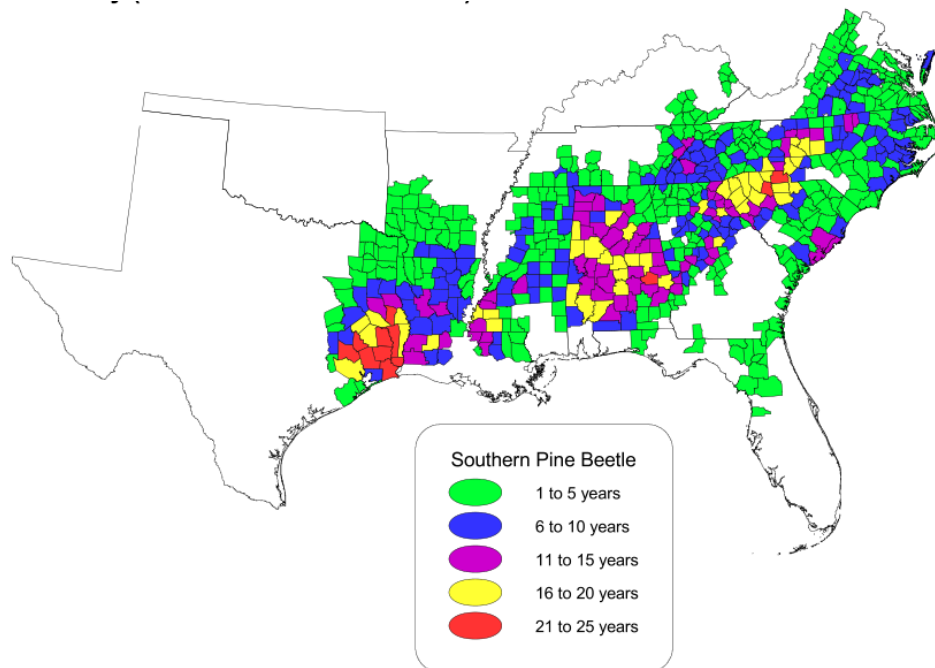 Southern Pine Beetle
1 to 5 years
6 to 10 years
11 to 15 years
16 to 20 years
21 to 25 years